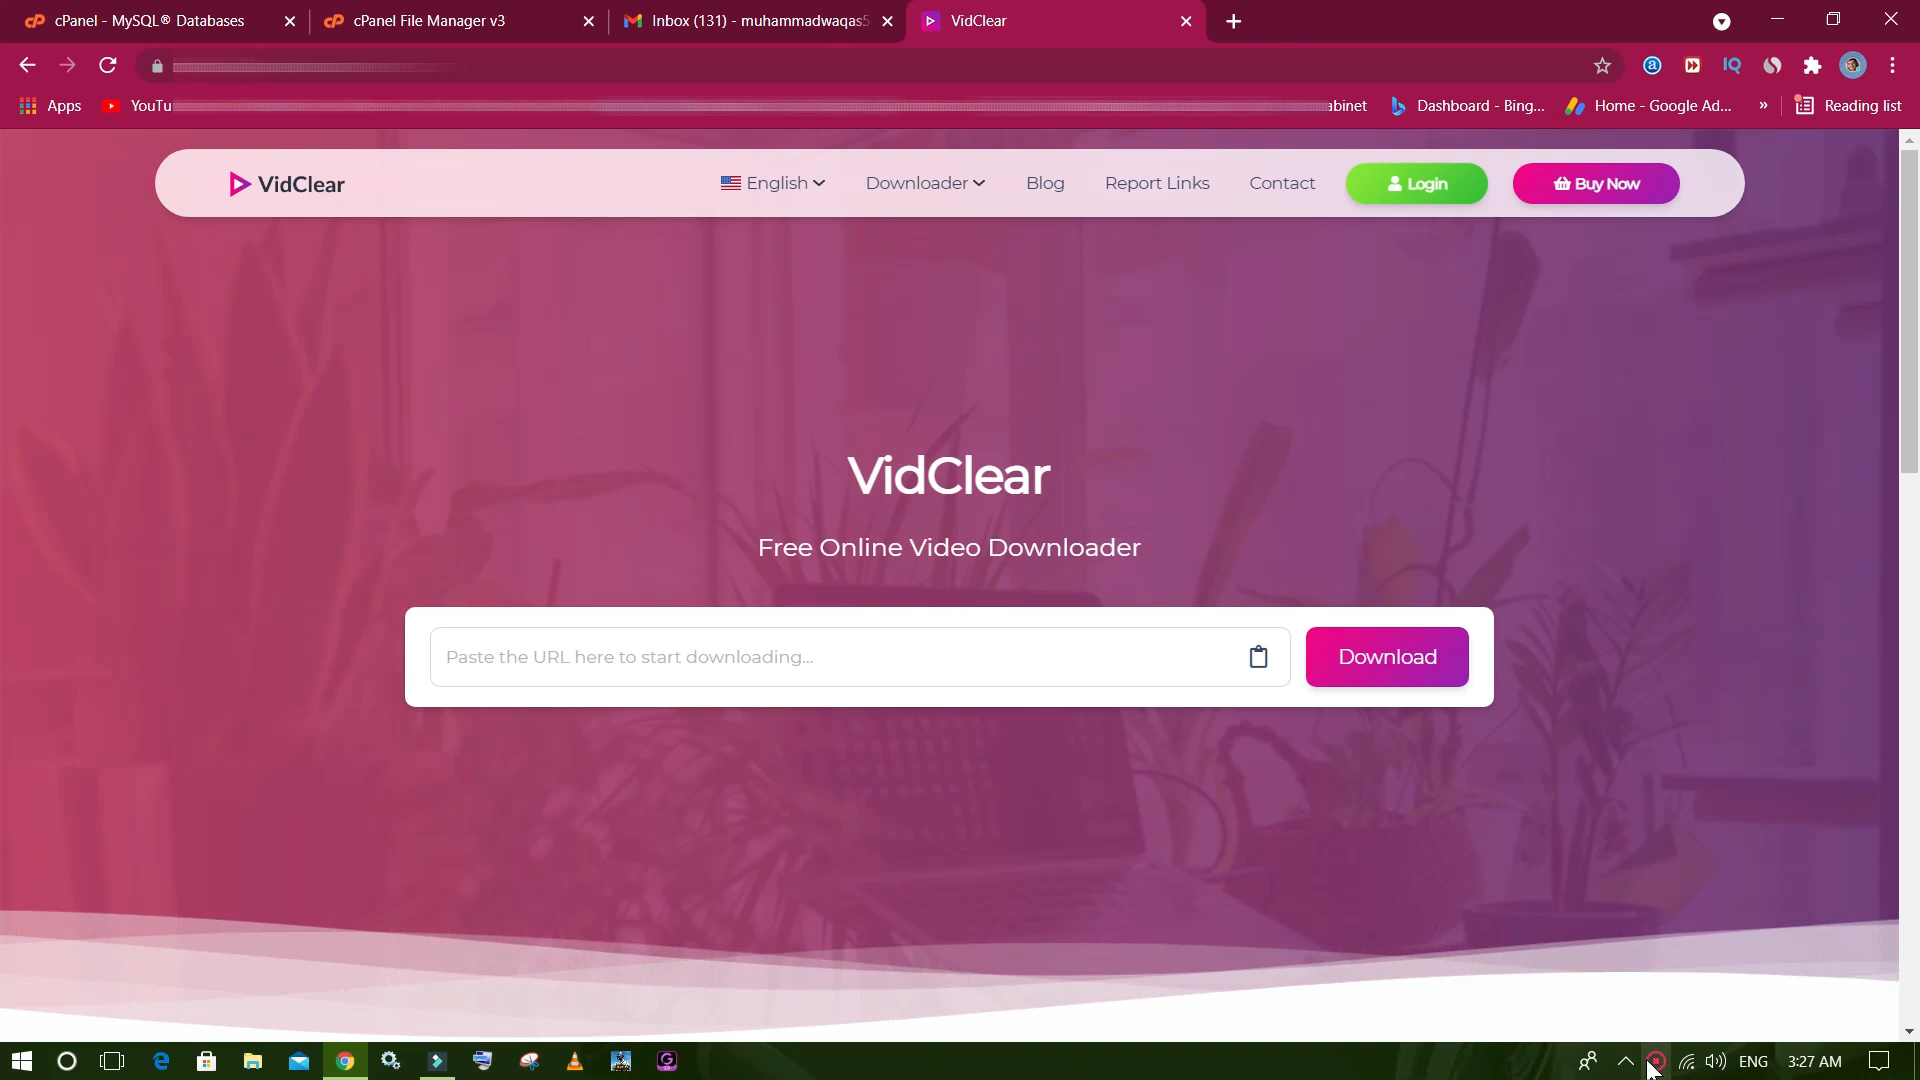 cPanel - MySQL® Databases
cPanel File Manager v3
Inbox (131) - muhammadwaqas5
VidClear
Apps
YouTu
abinet
Dashboard - Bing...
Home - Google Ad...
»
Reading list
VidClear
English
Downloader
Blog
Report Links
Contact
Login
Buy Now
VidClear
Free Online Video Downloader
Paste the URL here to start downloading...
Download
ENG
3:27 AM